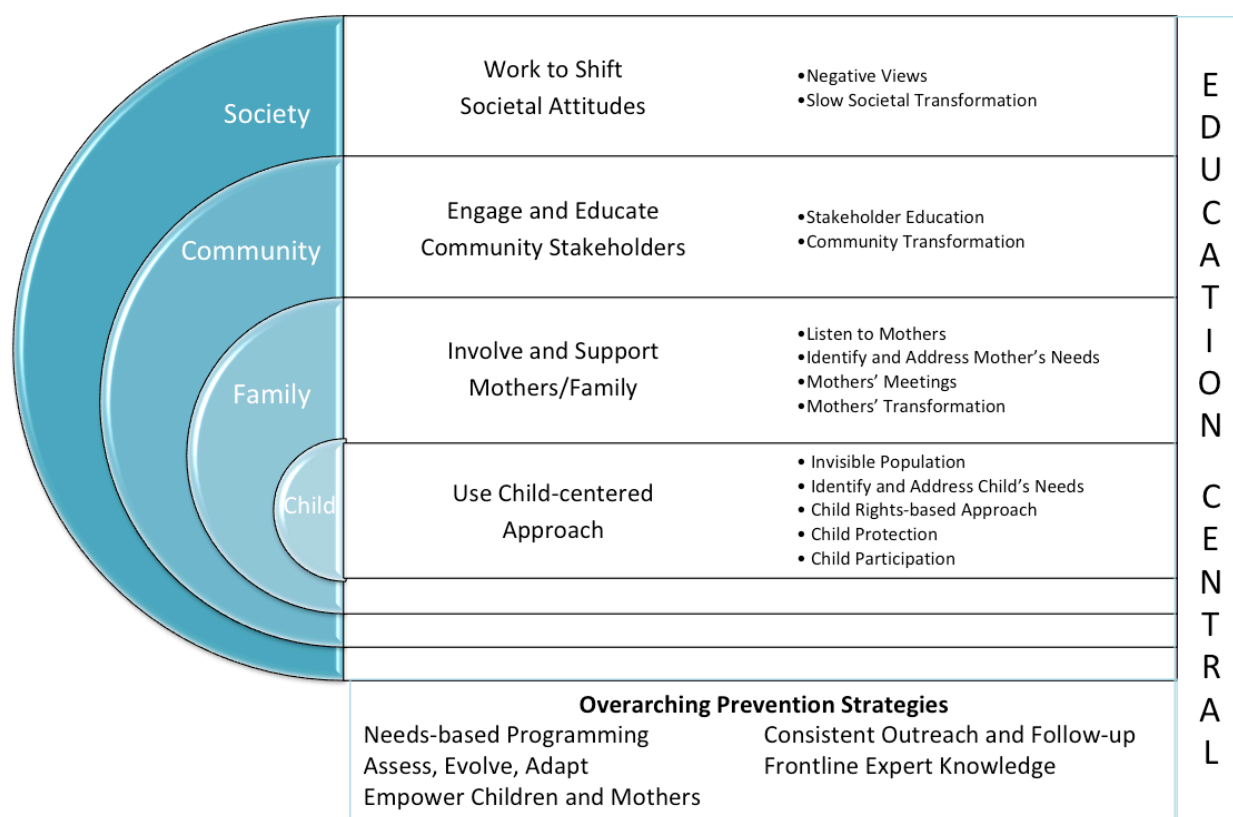 Society
Work to Shift
Societal Attitudes
•Negative Views
•Slow Societal Transformation
Community
Engage and Educate
Community Stakeholders
•Stakeholder Education
•Community Transformation
Family
Involve and Support
Mothers/Family
•Listen to Mothers
•Identify and Address Mother’s Needs
•Mothers’ Meetings
•Mothers’ Transformation
Child
Use Child-centered
Approach
• Invisible Population
• Identify and Address Child’s Needs
• Child Rights-based Approach
• Child Protection
• Child Participation
Overarching Prevention Strategies
Needs-based Programming
Assess, Evolve, Adapt
Empower Children and Mothers
Consistent Outreach and Follow-up
Frontline Expert Knowledge
EDUCATION CENTRAL